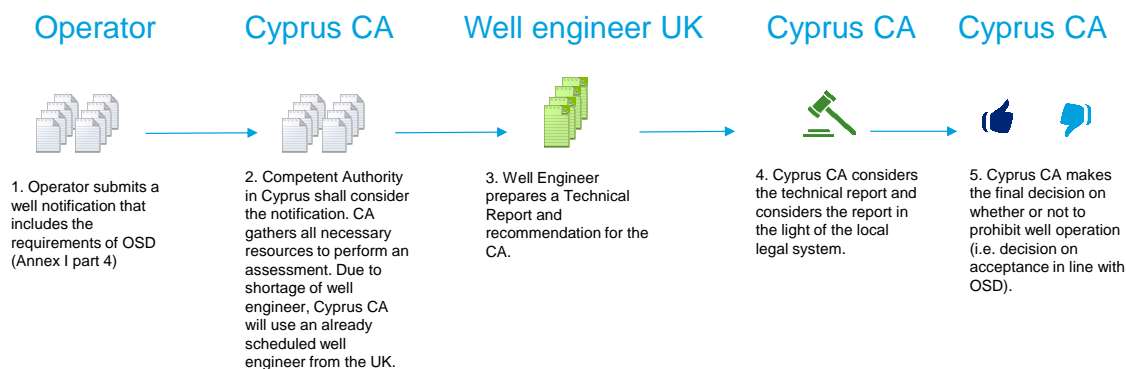 Operator
Cyprus CA
Well engineer UK
Cyprus CA
Cyprus CA
1. Operator submits a
well notification that
includes the
requirements of OSD
(Annex I part 4)
2. Competent Authority
in Cyprus shall consider
the notification. CA
gathers all necessary
resources to perform an
assessment. Due to
shortage of well
engineer, Cyprus CA
will use an already
scheduled well
engineer from the UK.
3. Well Engineer
prepares a Technical
Report and
recommendation for the
CA.
4. Cyprus CA considers
the technical report and
considers the report in
the light of the local
legal system.
5. Cyprus CA makes
the final decision on
whether or not to
prohibit well operation
(i.e. decision on
acceptance in line with
OSD).